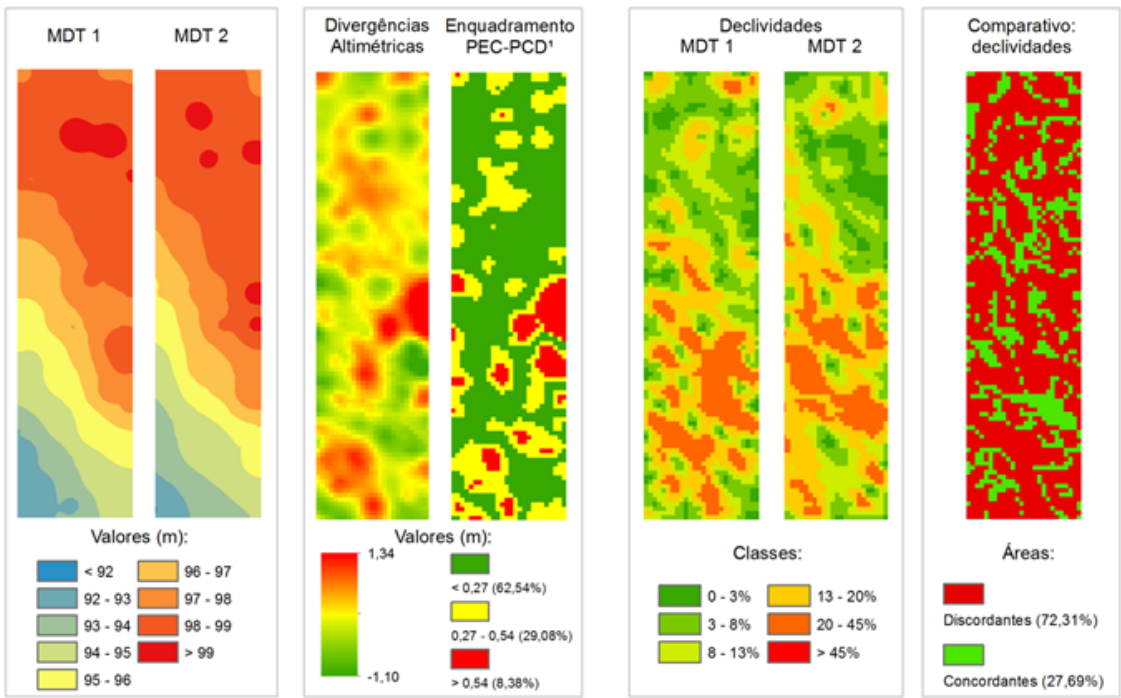 MDT 1 MDT 2
Valores (m):
< 92
92 - 93
93 - 94
94 - 95
95 - 96
96 - 97
97 - 98
98 - 99
> 99
Divergências
Altimétricas
Enquadramento
PEC-PCD¹
Valores (m):
1,34
-1,10
< 0,27 (62,54%)
0,27 - 0,54 (29,08%)
> 0,54 (8,38%)
Declividades
MDT 1 MDT 2
Classes:
0 - 3%
3 - 8%
8 - 13%
13 - 20%
20 - 45%
> 45%
Comparativo:
declividades
Áreas:
Discordantes (72,31%)
Concordantes (27,69%)